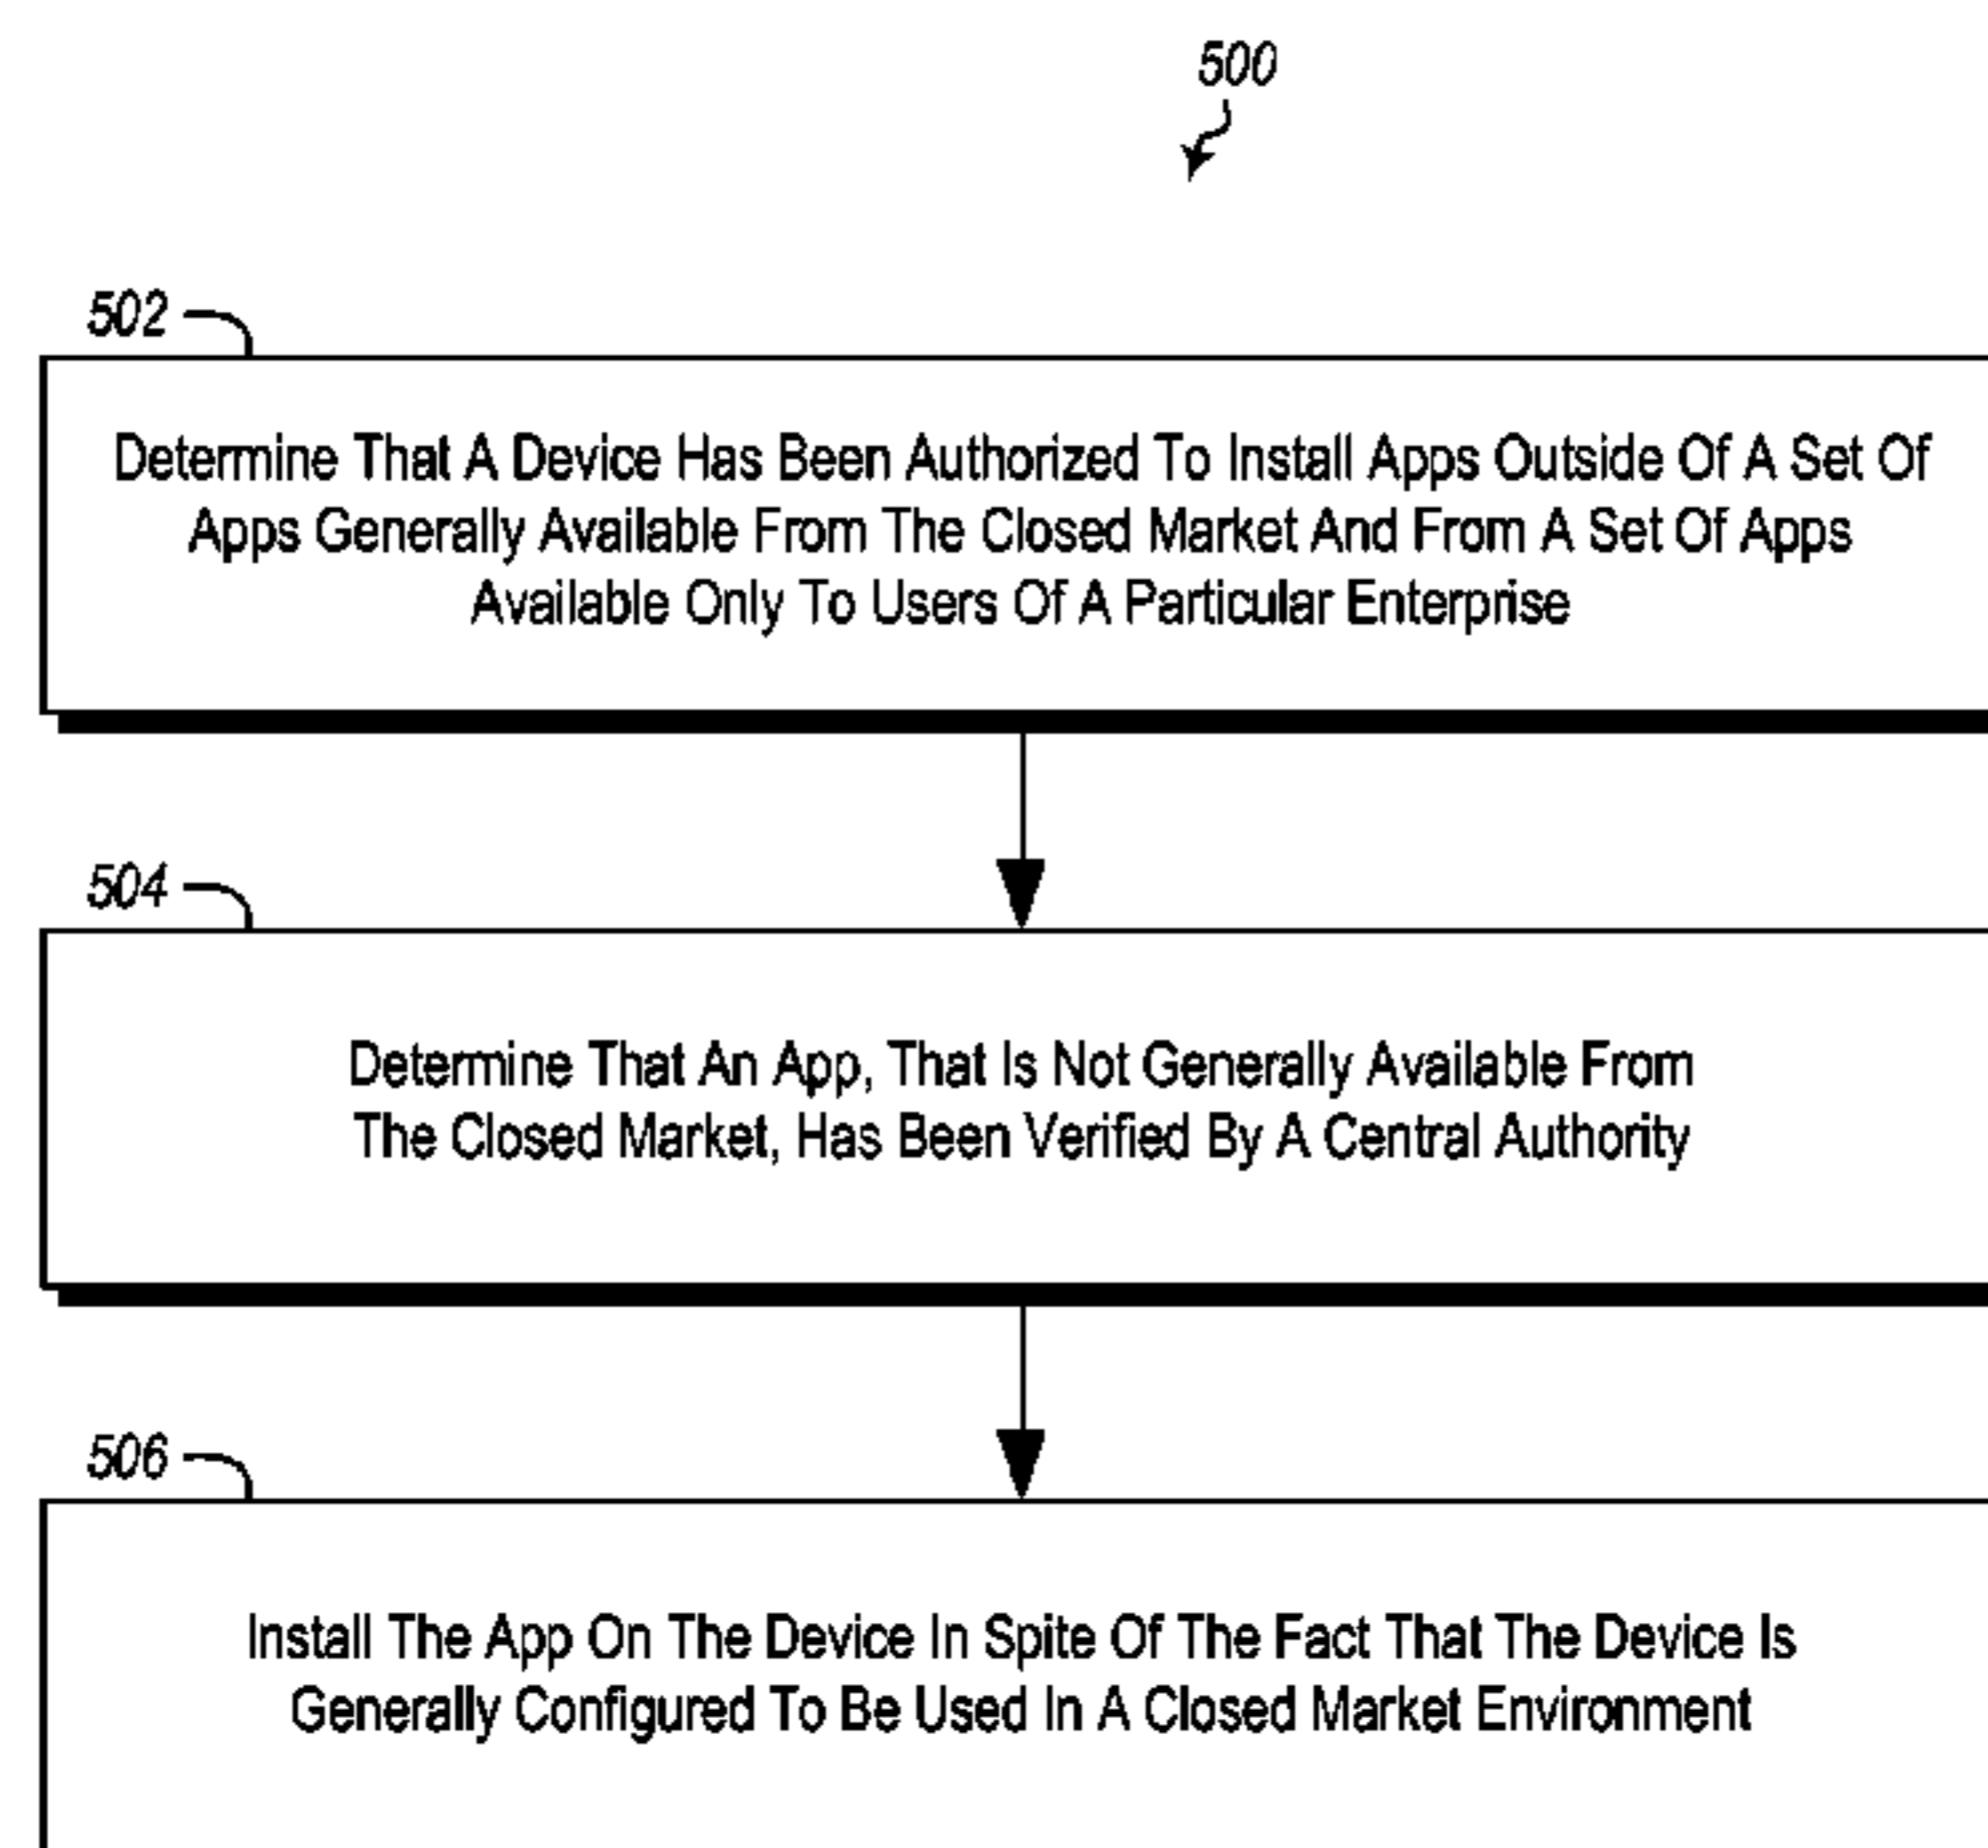 500
502
Determine That A Device Has Been Authorized To Install Apps Outside Of A Set Of
Apps Generally Available From The Closed Market And From A Set Of Apps
Available Only To Users Of A Particular Enterprise
504
Determine That An App, That Is Not Generally Available From
The Closed Market, Has Been Verified By A Central Authority
506
Install The App On The Device In Spite Of The Fact That The Device Is
Generally Configured To Be Used In A Closed Market Environment